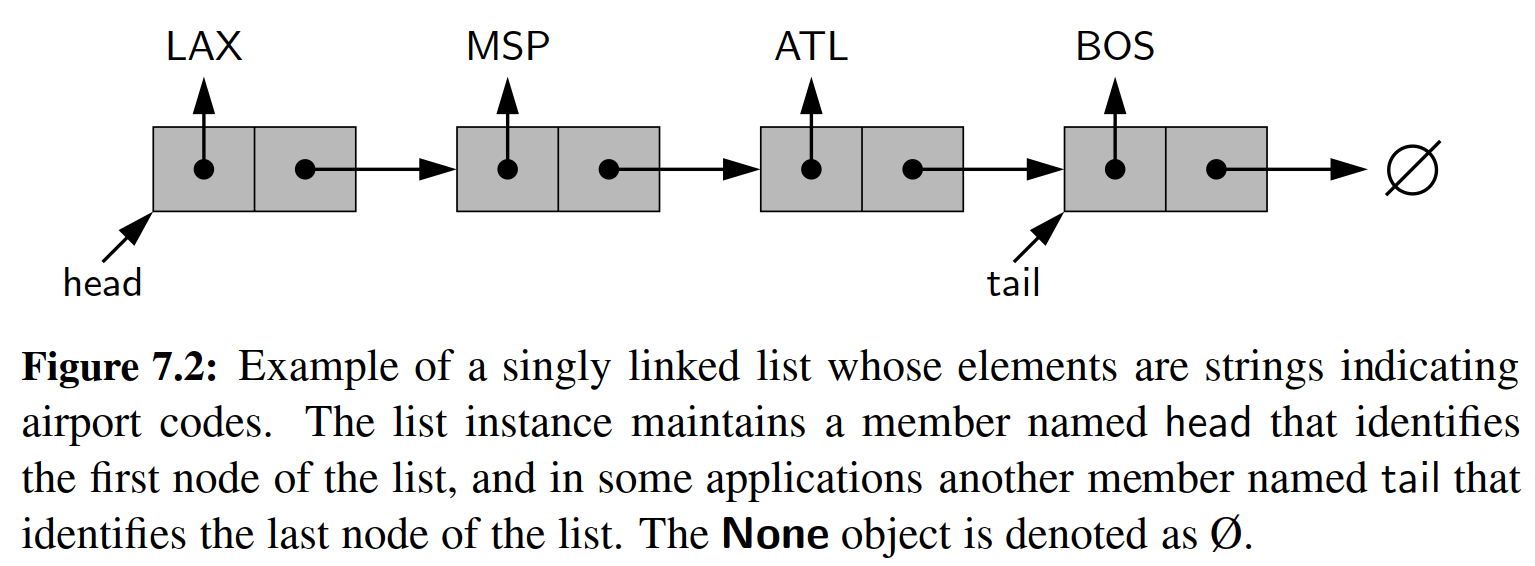 LAX MSP ATL BOS
∅
head tail
Figure 7.2: Example of a singly linked list whose elements are strings indicating
airport codes. The list instance maintains a member named head that identifies
the first node of the list, and in some applications another member named tail that
identifies the last node of the list. The None object is denoted as Ø.